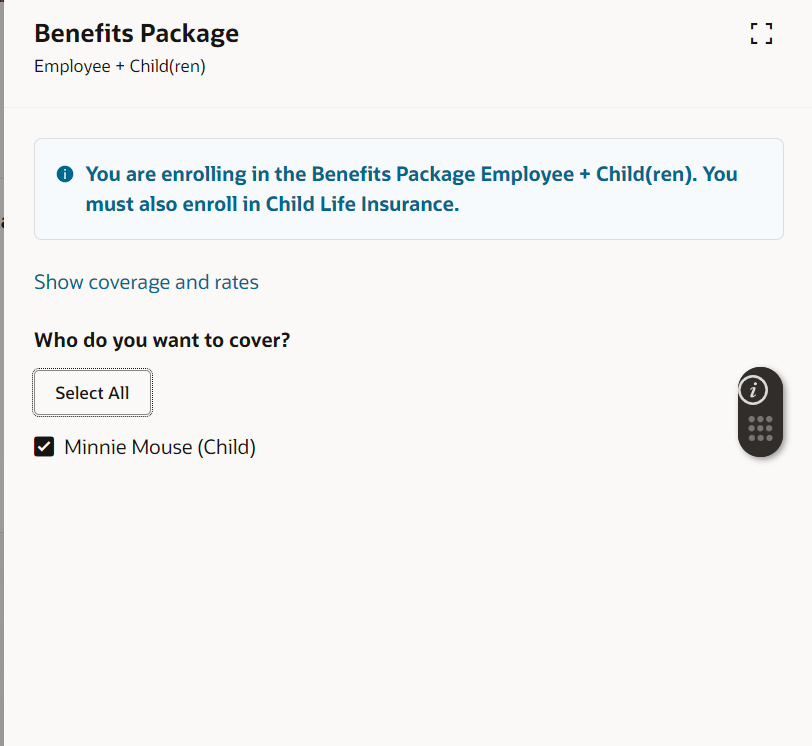 Benefits Package
Employee + Child(ren)
You are enrolling in the Benefits Package Employee + Child(ren). You
must also enroll in Child Life Insurance.
Show coverage and rates
Who do you want to cover?
Select All
Minnie Mouse (Child)